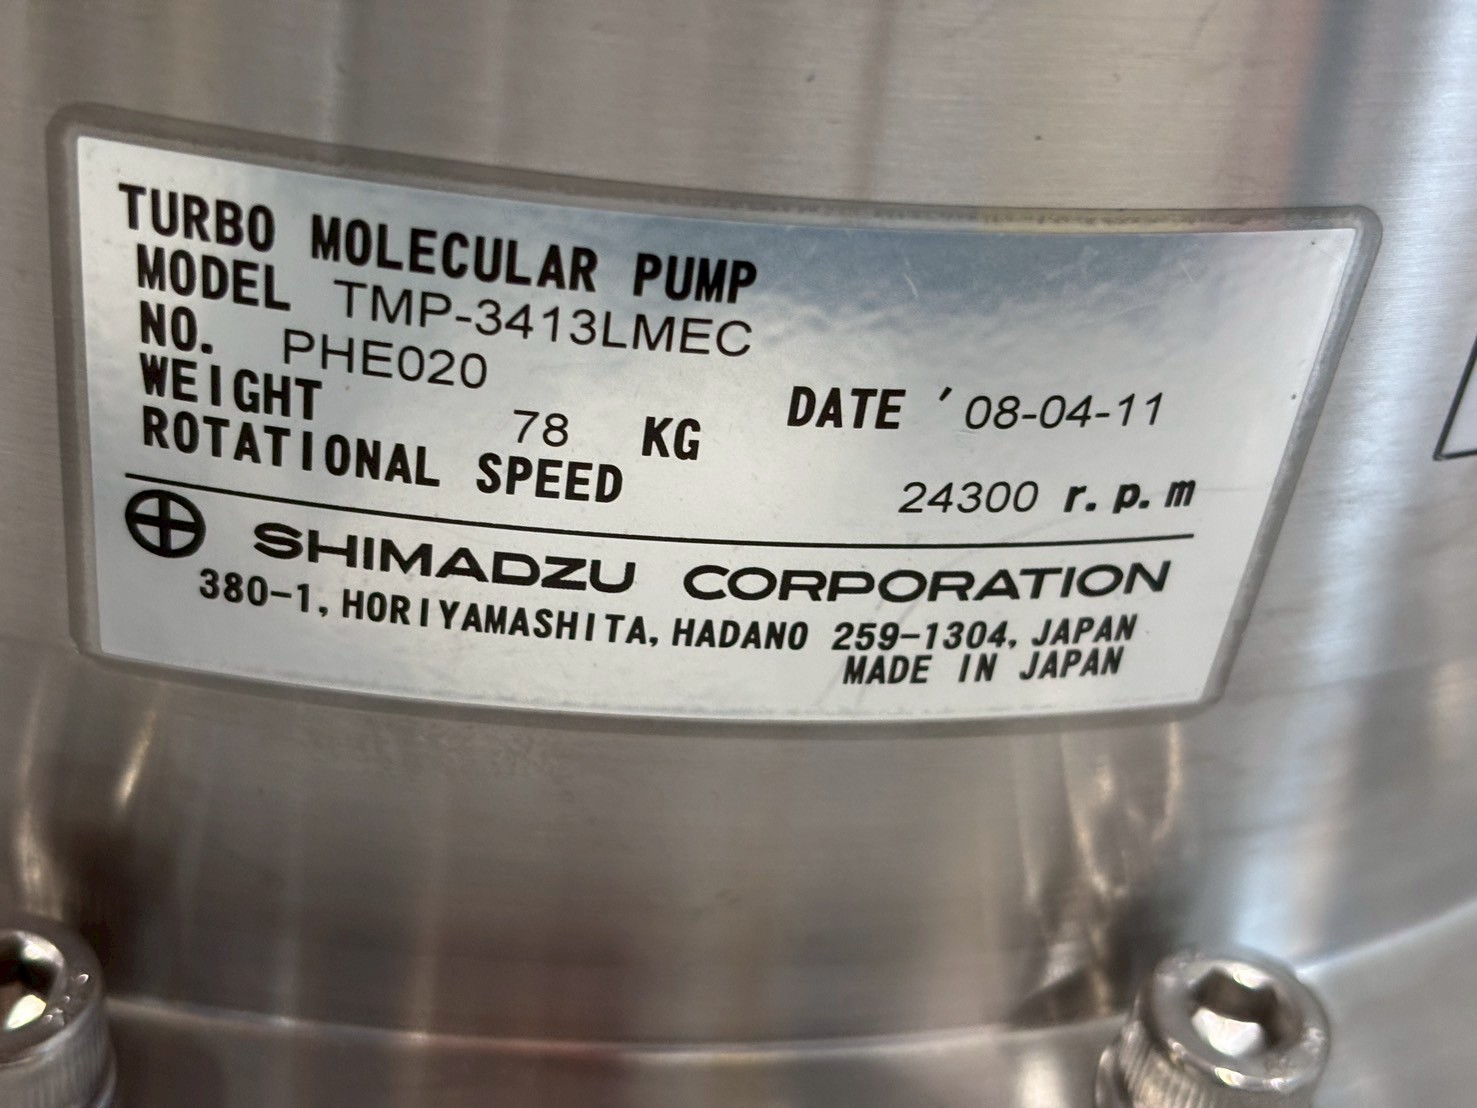 TURBO MOLECULAR PUMP
MODEL TMP-3413LMEC
NO. PHE020
DATE '08-04-11
WEIGHT 78 KG
ROTATIONAL SPEED 24300 r.p.m
SHIMADZU CORPORATION
380-1, HORIYAMASHITA, HADANO 259-1304, JAPAN
MADE IN JAPAN